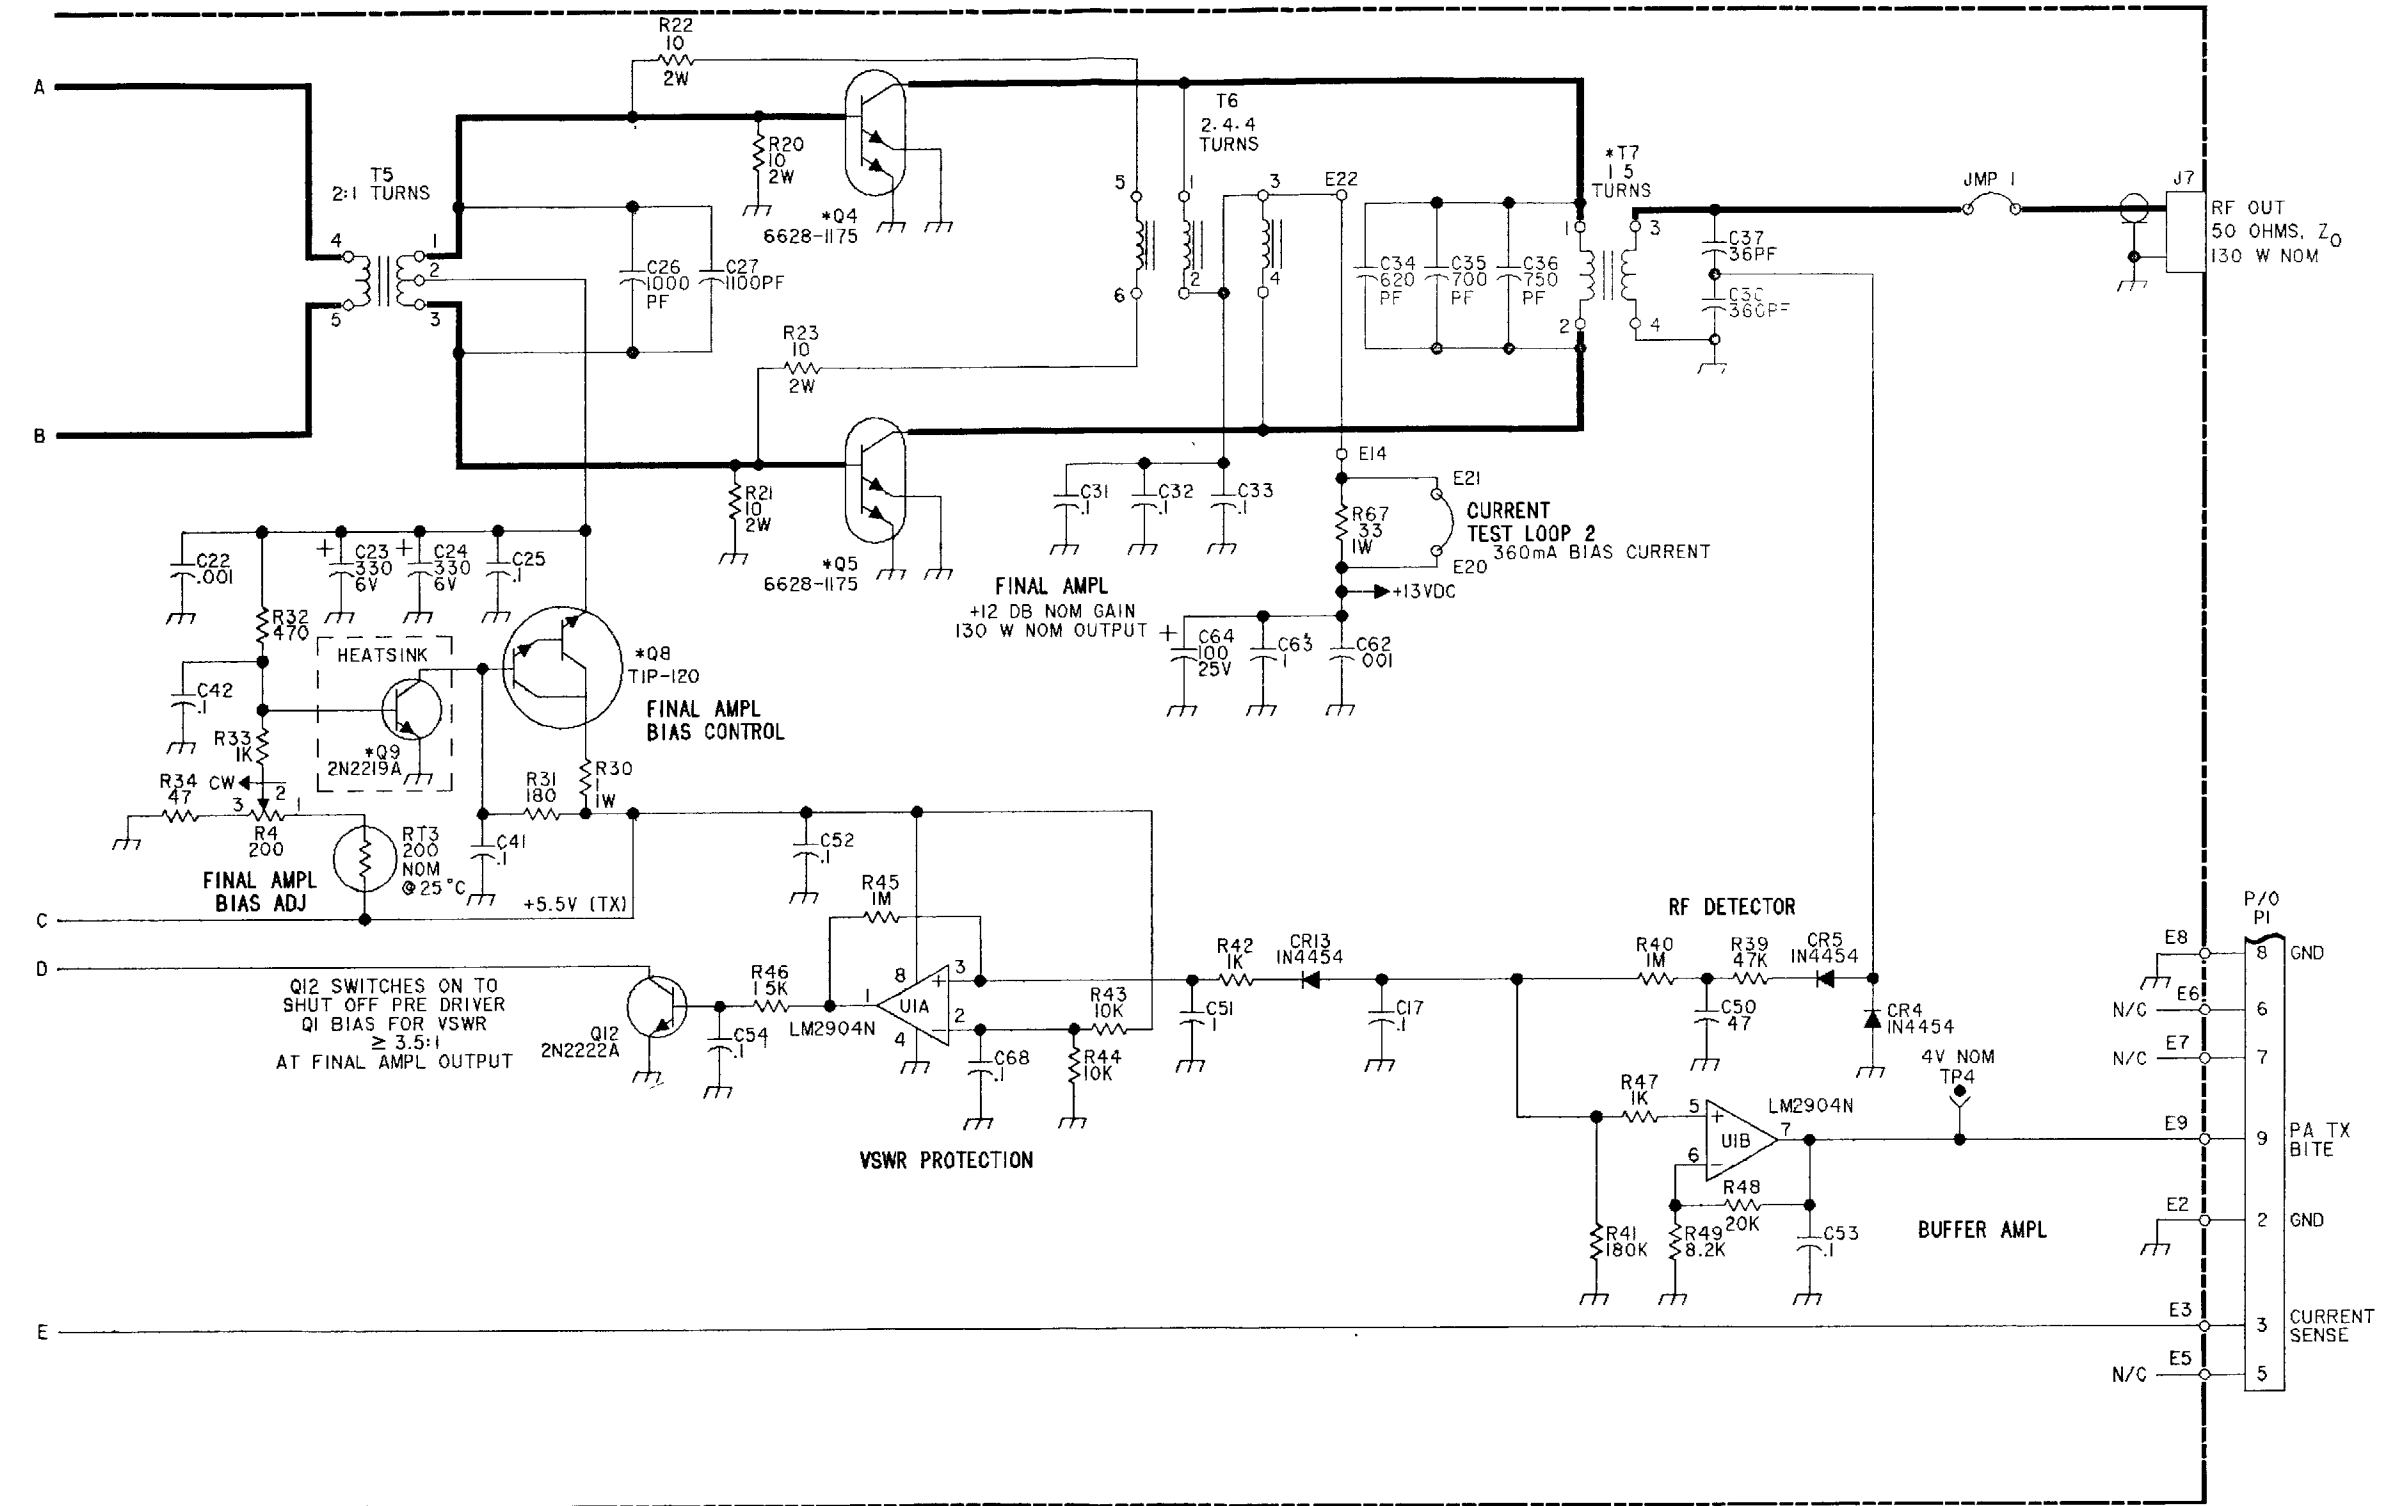 R22
10
2W
A
T6
2.4.4
TURNS
R20
10
2W
*T7
1 5
TURNS
T5
2:1 TURNS
5
1
3
E22
JMP 1
J7
*Q4
6628-1175
RF OUT
50 OHMS, Z0
130 W NOM
4
1
2
5
3
C26
1000
PF
C27
1100PF
6
2
4
C34
620
PF
C35
700
PF
C36
750
PF
1
3
2
4
C37
36PF
360PF
R23
10
2W
B
R21
10
2W
*Q5
6628-1175
E14
E21
C31
.1
C32
.1
C33
.1
R67
.33
1W
CURRENT
TEST LOOP 2
360mA BIAS CURRENT
E20
+13VDC
FINAL AMPL
+12 DB NOM GAIN
130 W NOM OUTPUT
+
C64
100
25V
C63
.1
C62
.001
C22
.001
+
C23
330
6V
+
C24
330
6V
C25
.1
R32
470
HEATSINK
*Q8
TIP-120
FINAL AMPL
BIAS CONTROL
C42
.1
R33
1K
*Q9
2N2219A
R34
47
CW
3
2
1
R4
200
RT3
200
NOM
@25°C
FINAL AMPL
BIAS ADJ
R31
180
R30
1
1W
C41
.1
C52
.1
C
+5.5V (TX)
R45
1M
D
Q12 SWITCHES ON TO
SHUT OFF PRE DRIVER
Q1 BIAS FOR VSWR
≥ 3.5:1
AT FINAL AMPL OUTPUT
Q12
2N2222A
R46
1 5K
C54
.1
1
8
4
U1A
LM2904N
3
+
2
−
C68
.1
R43
10K
R44
10K
VSWR PROTECTION
C51
.1
R42
1K
CR13
IN4454
C17
.1
RF DETECTOR
R40
1M
R39
47K
CR5
IN4454
C50
47
CR4
IN4454
R47
1K
5
+
6
−
U1B
7
LM2904N
4V NOM
TP4
R48
20K
R41
180K
R49
8.2K
C53
.1
BUFFER AMPL
P/O
P1
E8
8
GND
N/C
E6
6
N/C
E7
7
E9
9
PA TX
BITE
E2
2
GND
E
E3
3
CURRENT
SENSE
N/C
E5
5